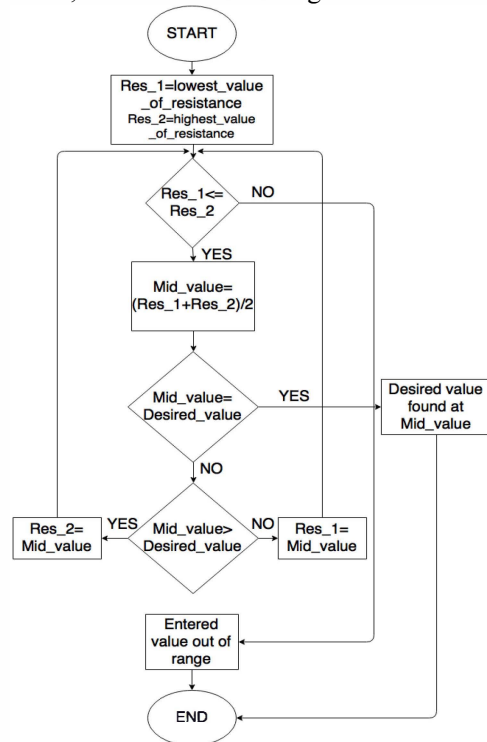 START
Res_1=lowest_value
_of_resistance
Res_2=highest_value
_of_resistance
Res_1<=
Res_2
NO
YES
Mid_value=
(Res_1+Res_2)/2
Mid_value=
Desired_value
YES
Desired value
found at
Mid_value
NO
Res_2=
Mid_value
YES
Mid_value>
Desired_value
NO
Res_1=
Mid_value
Entered
value out of
range
END